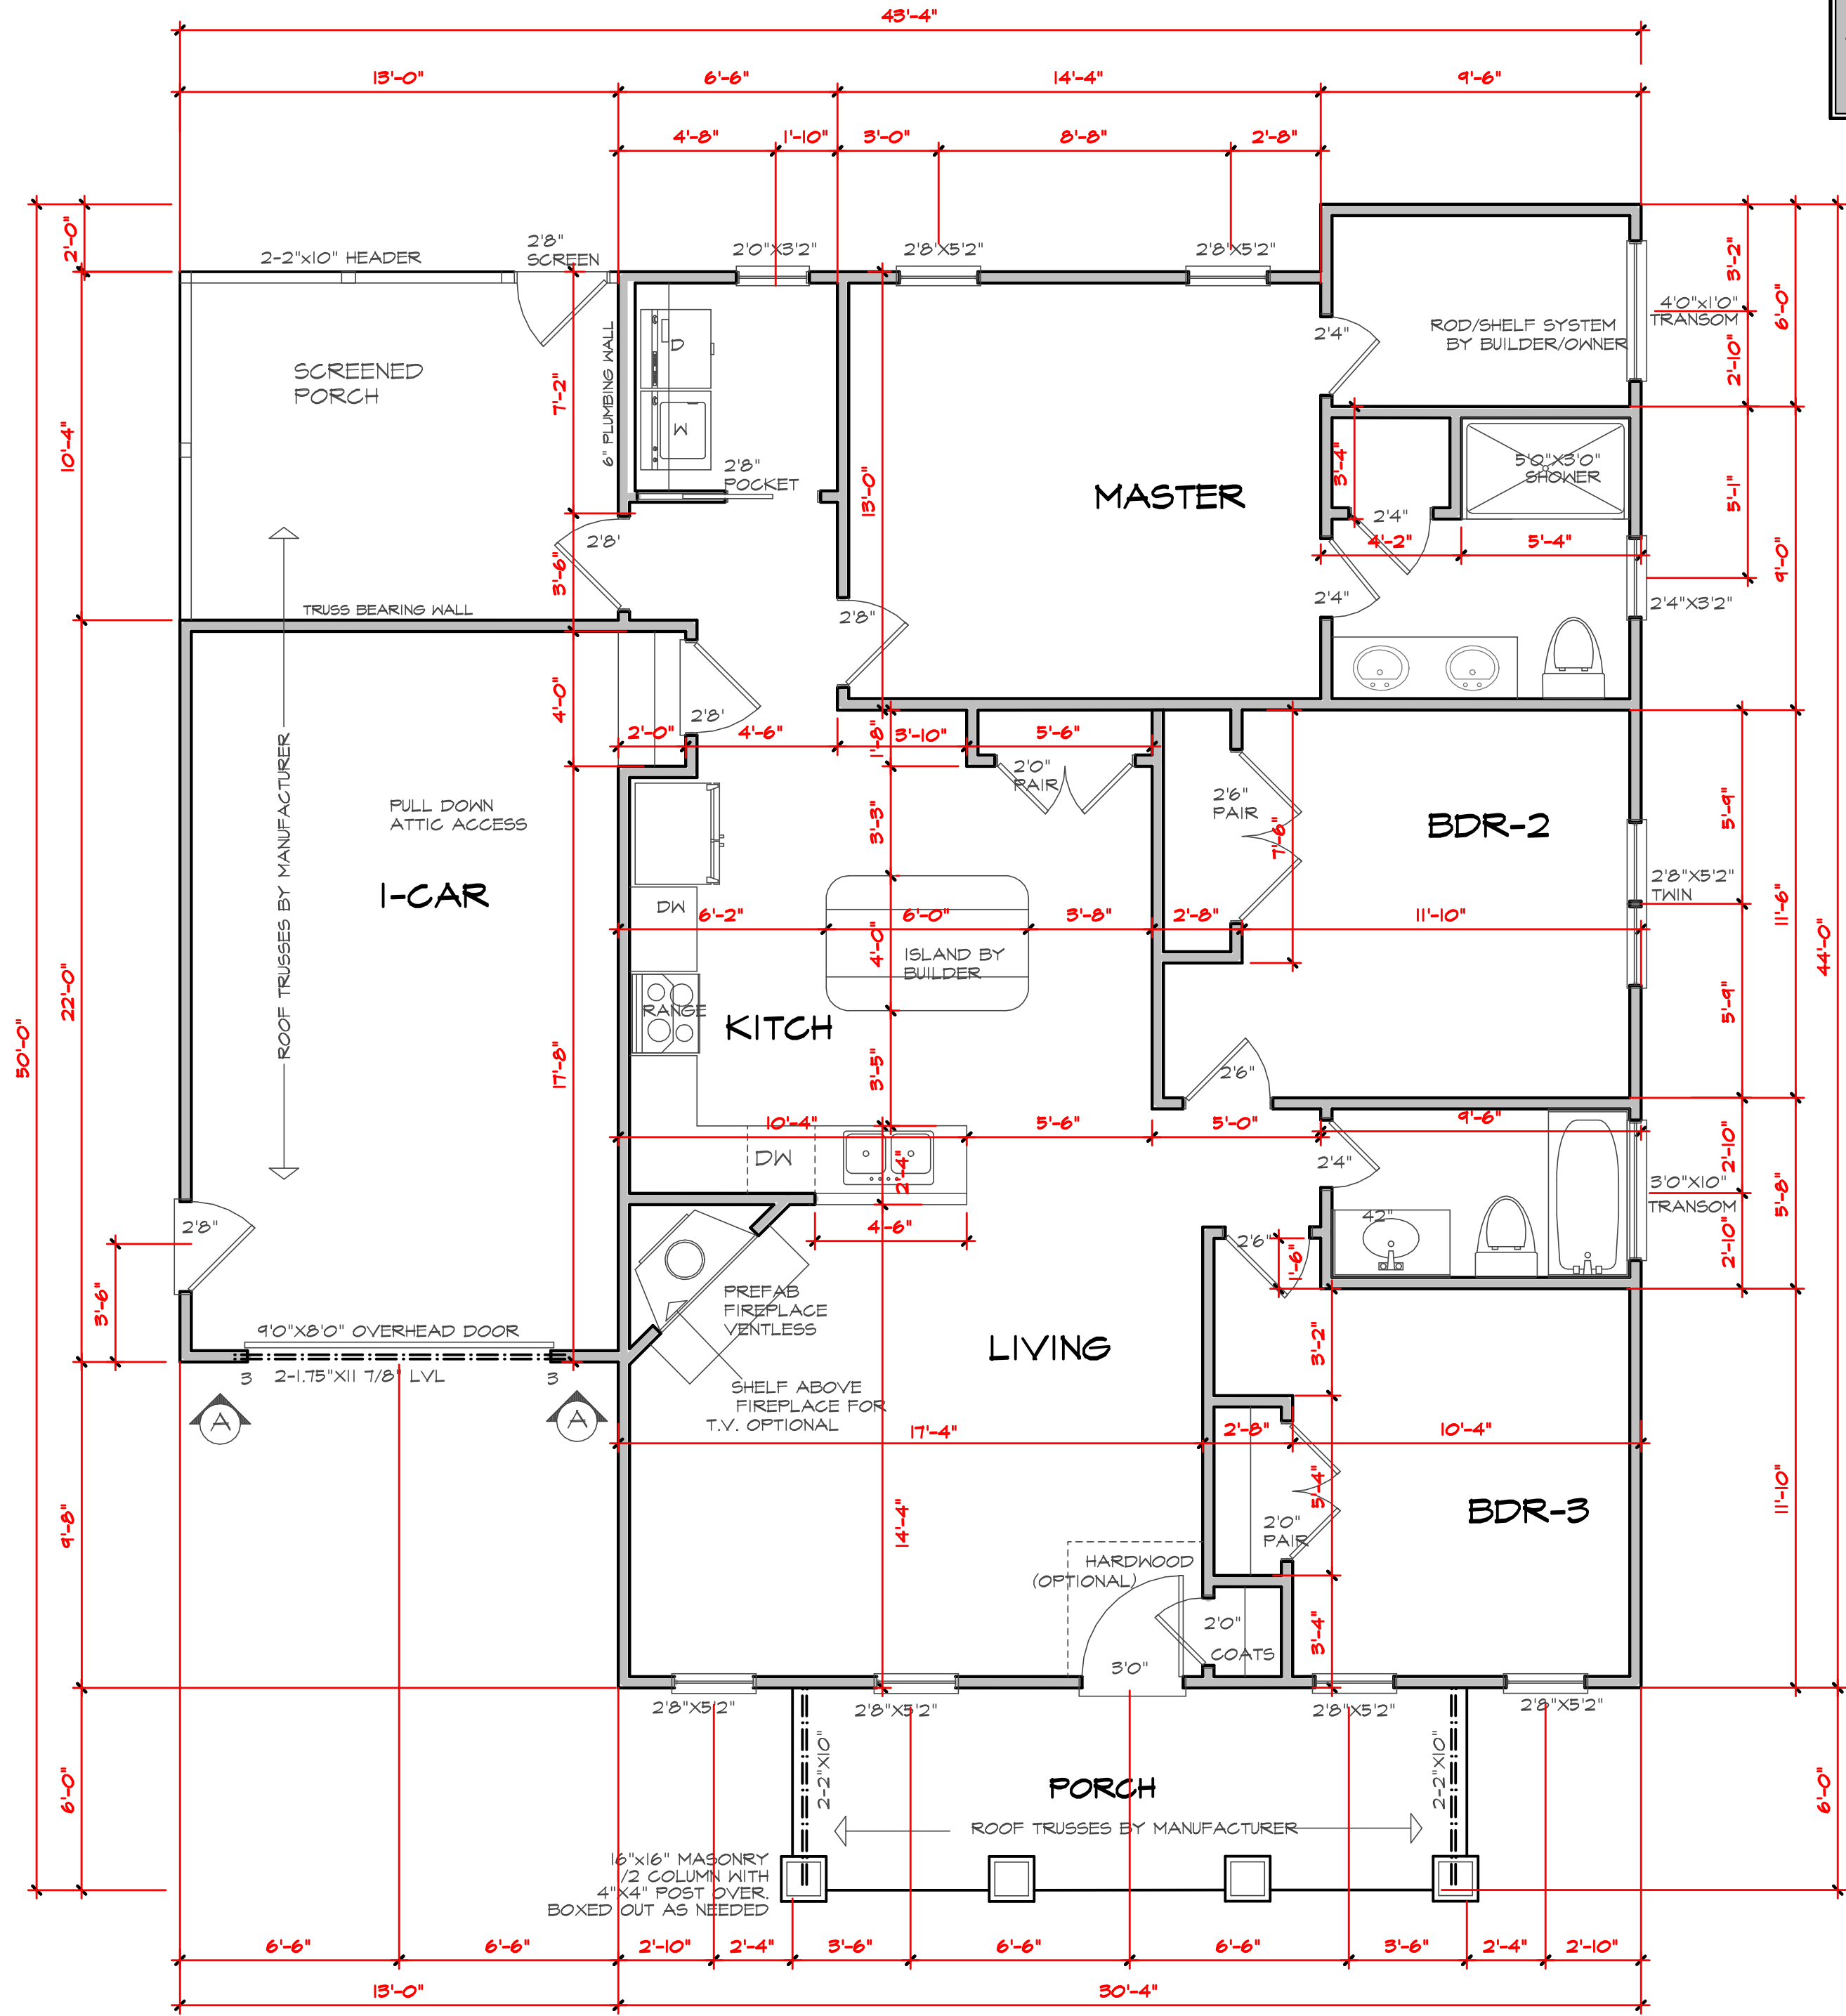 43'-4"
13'-0"
6'-6"
14'-4"
9'-6"
4'-8"
1'-10"
3'-0"
8'-8"
2'-8"
2'-0"
2-2"x10" HEADER
2'8"
SCREEN
2'0"X3'2"
2'8'X5'2"
2'8'X5'2"
3'-2"
6'-0"
4'0"x1'0"
TRANSOM
2'-10"
SCREENED
PORCH
10'-4"
7'-2"
6" PLUMBING WALL
D
W
2'8"
POCKET
13'-0"
MASTER
2'4"
ROD/SHELF SYSTEM
BY BUILDER/OWNER
3'-4"
5'0"X3'0"
SHOWER
2'4"
4'-2"
5'-4"
5'-1"
9'-0"
2'8'
3'-6"
TRUSS BEARING WALL
2'8"
2'4"
2'4"X3'2"
4'-0"
2'8'
2'-0"
4'-6"
1'-8"
3'-10"
5'-6"
2'0"
PAIR
2'6"
PAIR
7'-6"
BDR-2
5'-9"
2'8"X5'2"
TWIN
11'-6"
44'-0"
5'-9"
ROOF TRUSSES BY MANUFACTURER
PULL DOWN
ATTIC ACCESS
1-CAR
22'-0"
50'-0"
17'-8"
3'-3"
DW
6'-2"
6'-0"
3'-8"
2'-8"
11'-10"
4'-0"
ISLAND BY
BUILDER
RANGE
KITCH
3'-5"
2'6"
10'-4"
5'-6"
5'-0"
9'-6"
DW
2'-4"
2'4"
2'-10"
5'-8"
3'0"X10"
TRANSOM
2'-10"
42"
4'-6"
2'6"
1'-6"
2'8"
3'-6"
9'0"X8'0" OVERHEAD DOOR
3
2-1.75"X11 7/8" LVL
3
A
A
PREFAB
FIREPLACE
VENTLESS
LIVING
SHELF ABOVE
FIREPLACE FOR
T.V. OPTIONAL
3'-2"
17'-4"
2'-8"
10'-4"
5'-4"
14'-4"
BDR-3
11'-10"
9'-8"
2'0"
PAIR
HARDWOOD
(OPTIONAL)
2'0"
COATS
3'-4"
3'0"
2'8"X5'2"
2'8"X5'2"
2'8"X5'2"
2'8"X5'2"
2-2"X10"
2-2"X10"
PORCH
ROOF TRUSSES BY MANUFACTURER
6'-0"
6'-0"
16"x16" MASONRY
1/2 COLUMN WITH
4"X4" POST OVER.
BOXED OUT AS NEEDED
6'-6"
6'-6"
2'-10"
2'-4"
3'-6"
6'-6"
6'-6"
3'-6"
2'-4"
2'-10"
13'-0"
30'-4"